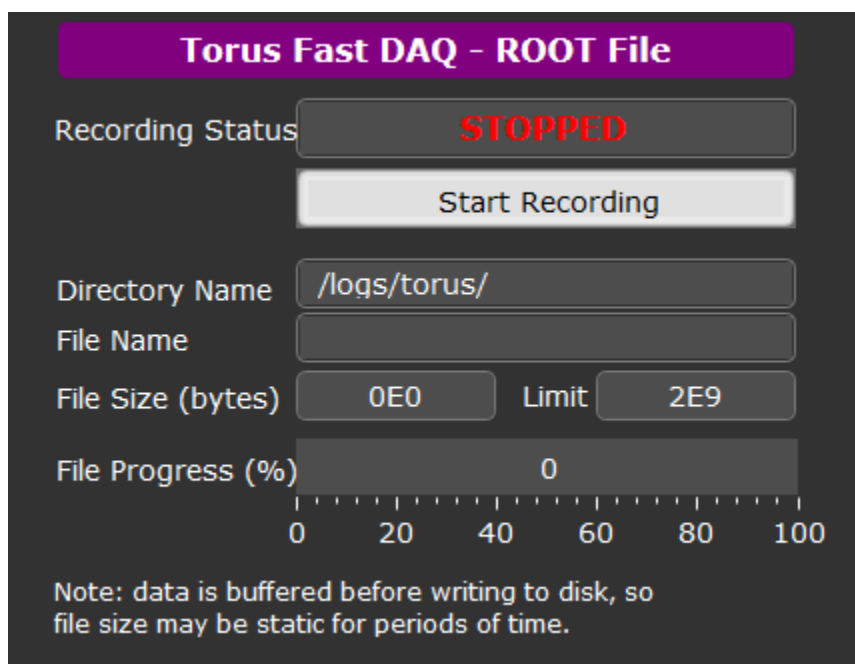 Torus Fast DAQ - ROOT File
Recording Status STOPPED
Start Recording
Directory Name /logs/torus/
File Name
File Size (bytes) 0E0 Limit 2E9
File Progress (%) 0
0 20 40 60 80 100
Note: data is buffered before writing to disk, so
file size may be static for periods of time.